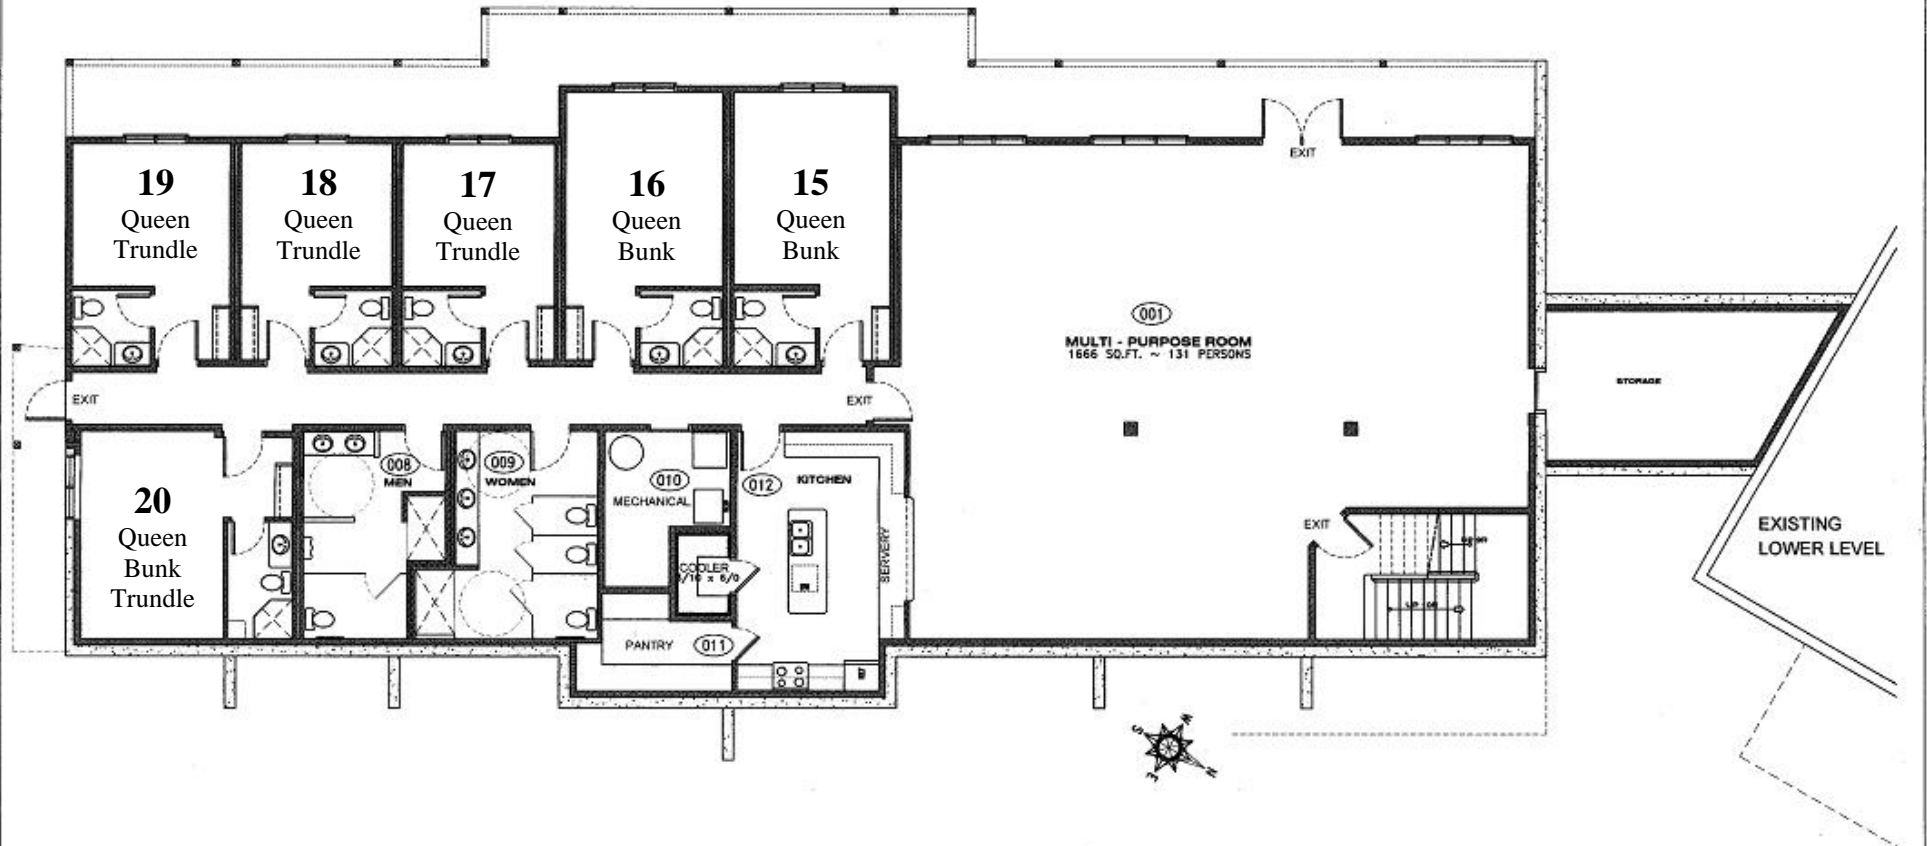 19
Queen
Trundle
18
Queen
Trundle
17
Queen
Trundle
16
Queen
Bunk
15
Queen
Bunk
EXIT
001
MULTI - PURPOSE ROOM
1666 SQ.FT. ~ 131 PERSONS
STORAGE
EXIT
EXIT
20
Queen
Bunk
Trundle
008
MEN
009
WOMEN
010
MECHANICAL
012
KITCHEN
COOLER
SERVERY
PANTRY
011
EXIT
UP
EXISTING
LOWER LEVEL
S
W
E
N